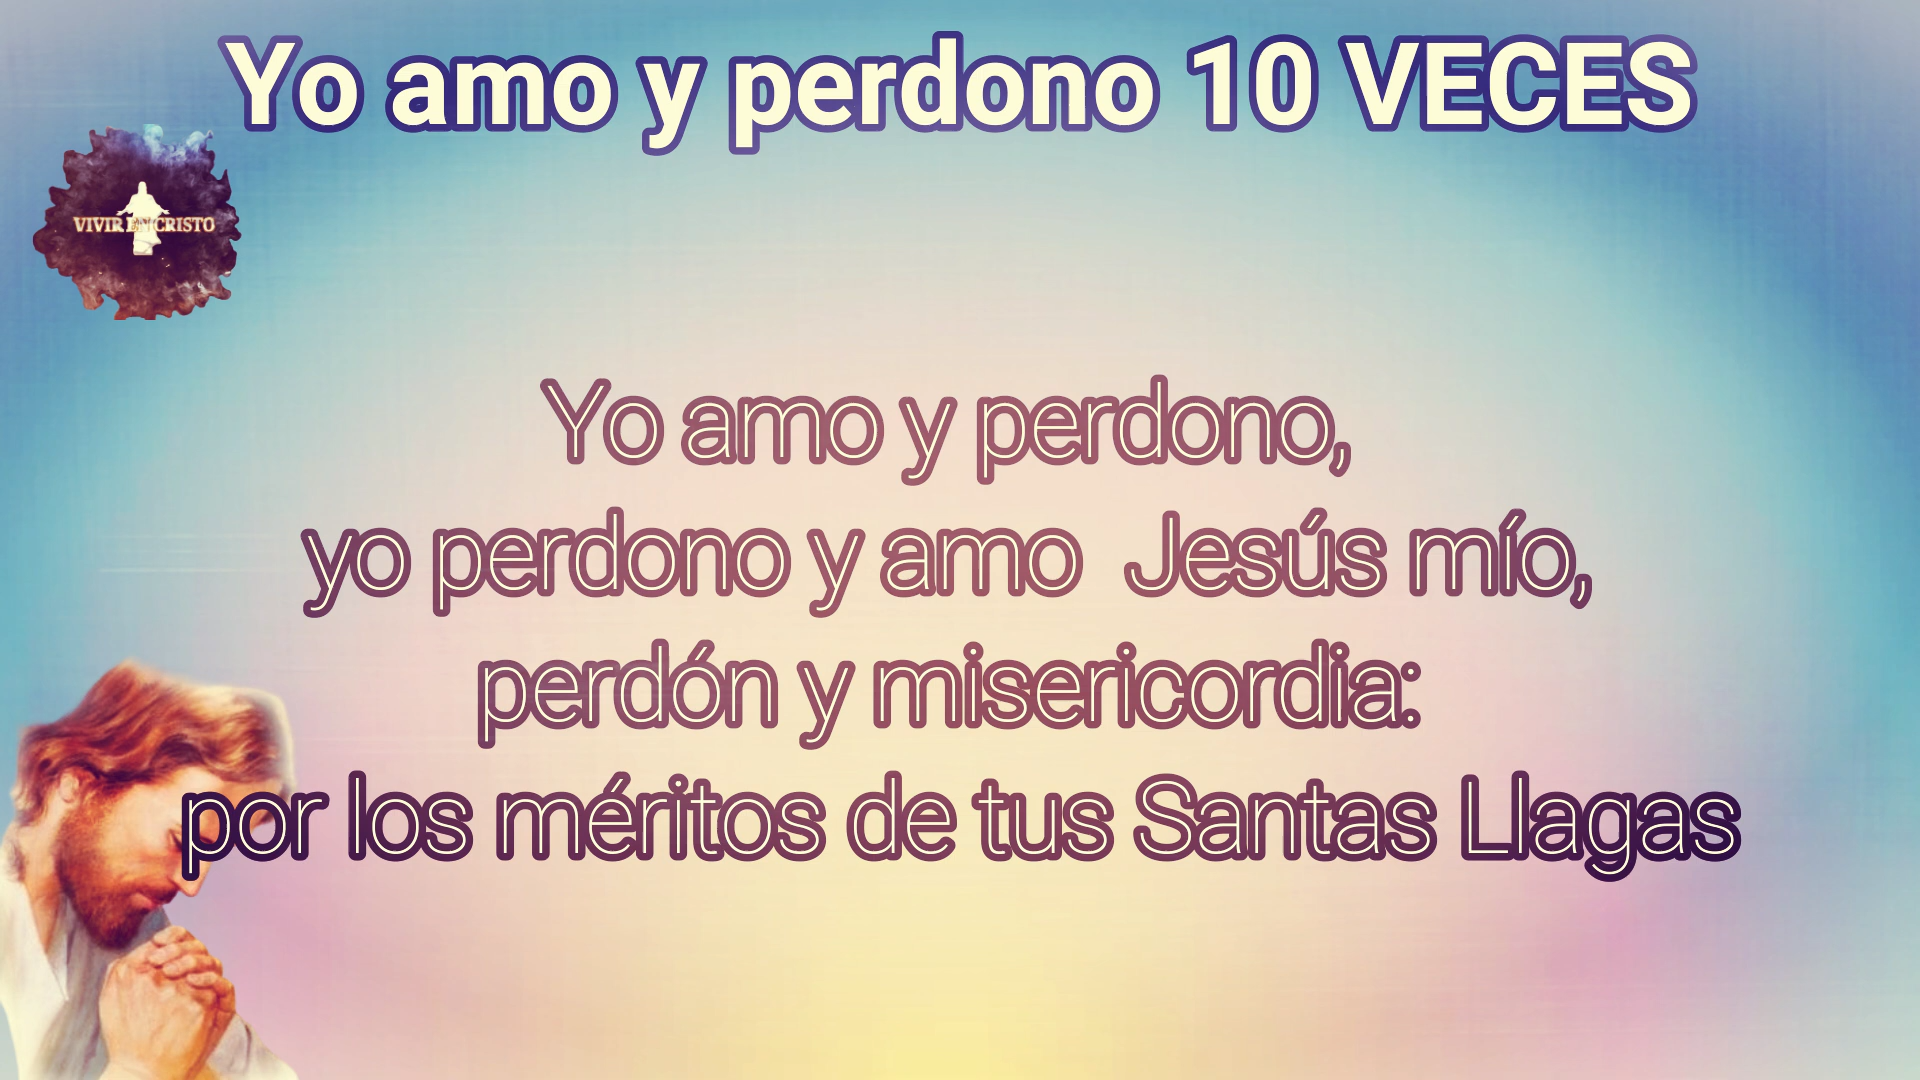 Yo amo y perdono 10 VECES
VIVIR EN CRISTO
Yo amo y perdono,
yo perdono y amo Jesús mío,
perdón y misericordia:
por los méritos de tus Santas Llagas